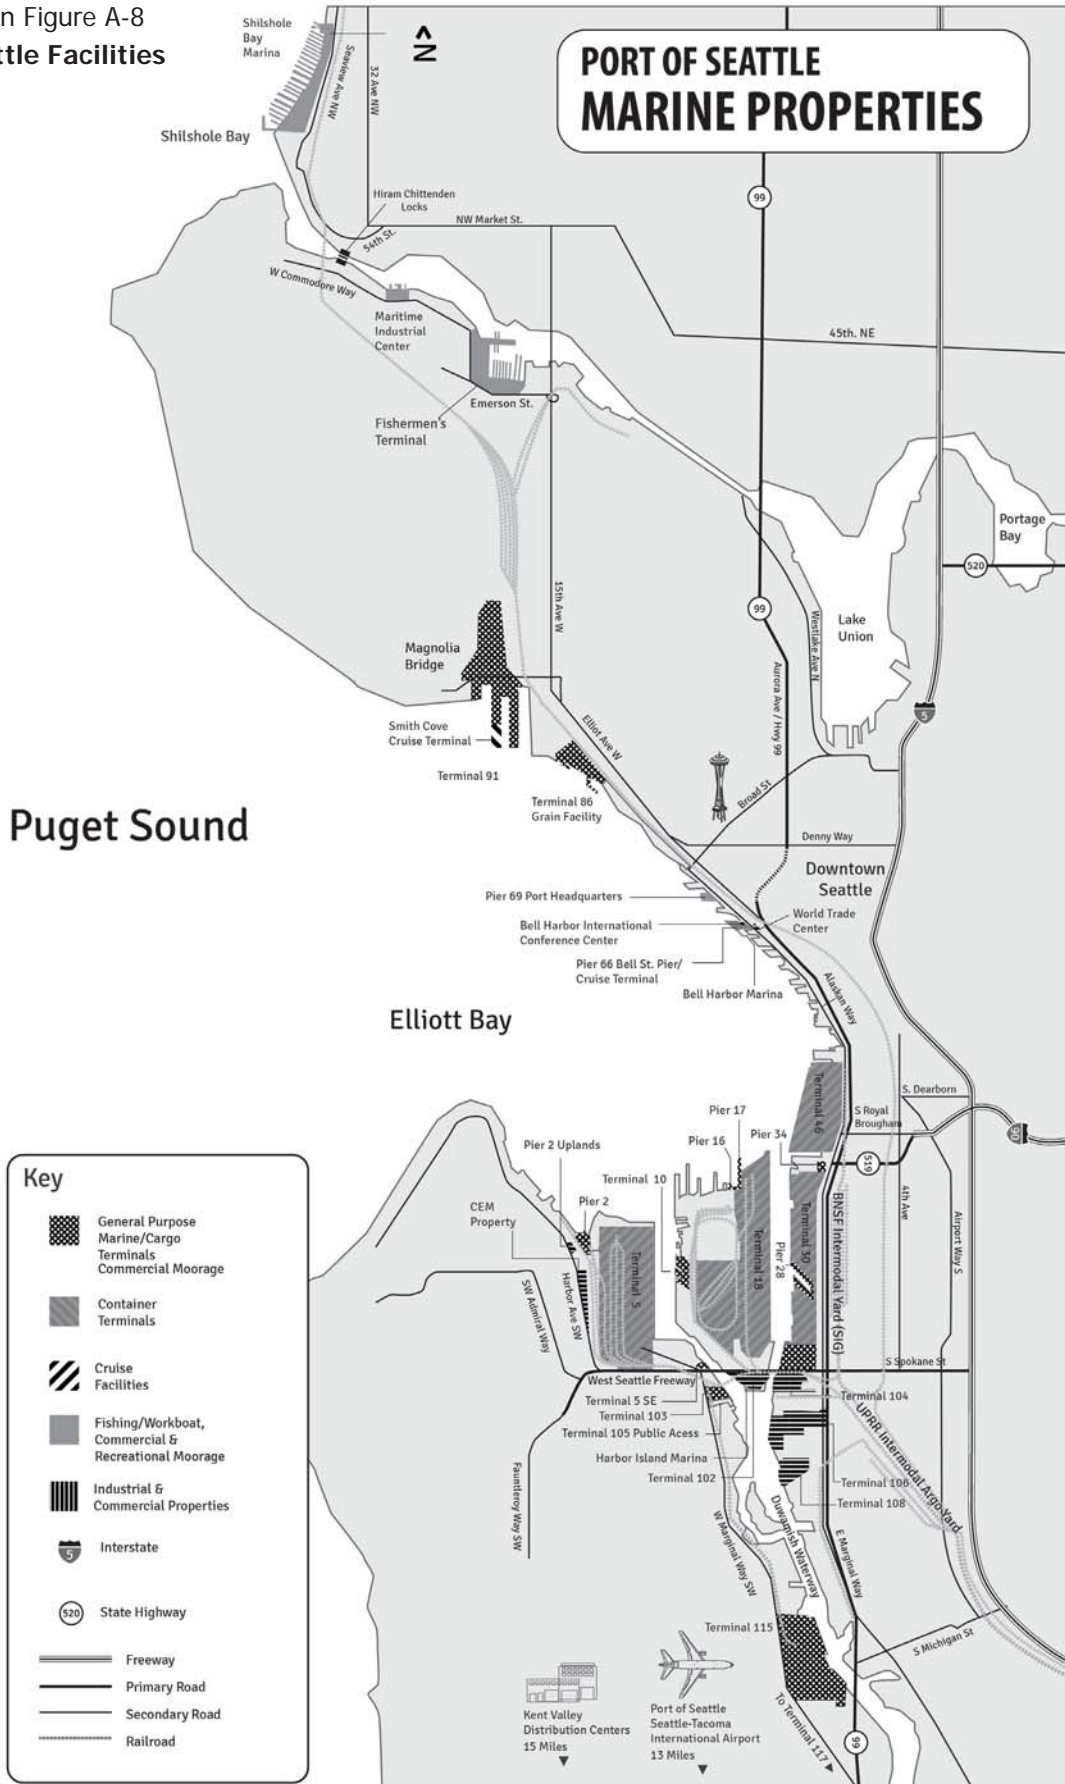 n Figure A-8
ttle Facilities
PORT OF SEATTLE
MARINE PROPERTIES
Shilshole
Bay
Marina
Seaview Ave NW
32 Ave NW
<N
Shilshole Bay
Hiram Chittenden
Locks
54th St.
NW Market St.
99
W Commodore Way
Maritime
Industrial
Center
45th. NE
Emerson St.
Fishermen's
Terminal
Portage
Bay
520
15th Ave W
99
Westlake Ave N
Lake
Union
Magnolia
Bridge
Aurora Ave / Hwy 99
5
Smith Cove
Cruise Terminal
Elliot Ave W
Terminal 91
Broad St
Terminal 86
Grain Facility
Puget Sound
Denny Way
Downtown
Seattle
Pier 69 Port Headquarters
World Trade
Center
Bell Harbor International
Conference Center
Pier 66 Bell St. Pier/
Cruise Terminal
Bell Harbor Marina
Alaskan Way
Elliott Bay
Terminal 46
S. Dearborn
S Royal
Brougham
90
Pier 17
Pier 16
Pier 34
519
Pier 2 Uplands
Terminal 10
Pier 2
CEM
Property
4th Ave
Airport Way S
BNSF Intermodal Yard (SIG)
Terminal 30
Terminal 18
Pier 28
Terminal 5
Harbor Ave SW
SW Admiral Way
S Spokane St
West Seattle Freeway
Terminal 5 SE
Terminal 103
Terminal 105 Public Acess
Harbor Island Marina
Terminal 102
Terminal 104
UPRR Intermodal Argo Yard
Terminal 106
Terminal 108
Fauntleroy Way SW
W Marginal Way SW
Duwamish Waterway
E Marginal Way
Terminal 115
S Michigan St
To Terminal 117
99
Kent Valley
Distribution Centers
15 Miles
Port of Seattle
Seattle-Tacoma
International Airport
13 Miles
Key
General Purpose
Marine/Cargo
Terminals
Commercial Moorage
Container
Terminals
Cruise
Facilities
Fishing/Workboat,
Commercial &
Recreational Moorage
Industrial &
Commercial Properties
5
Interstate
520
State Highway
Freeway
Primary Road
Secondary Road
Railroad